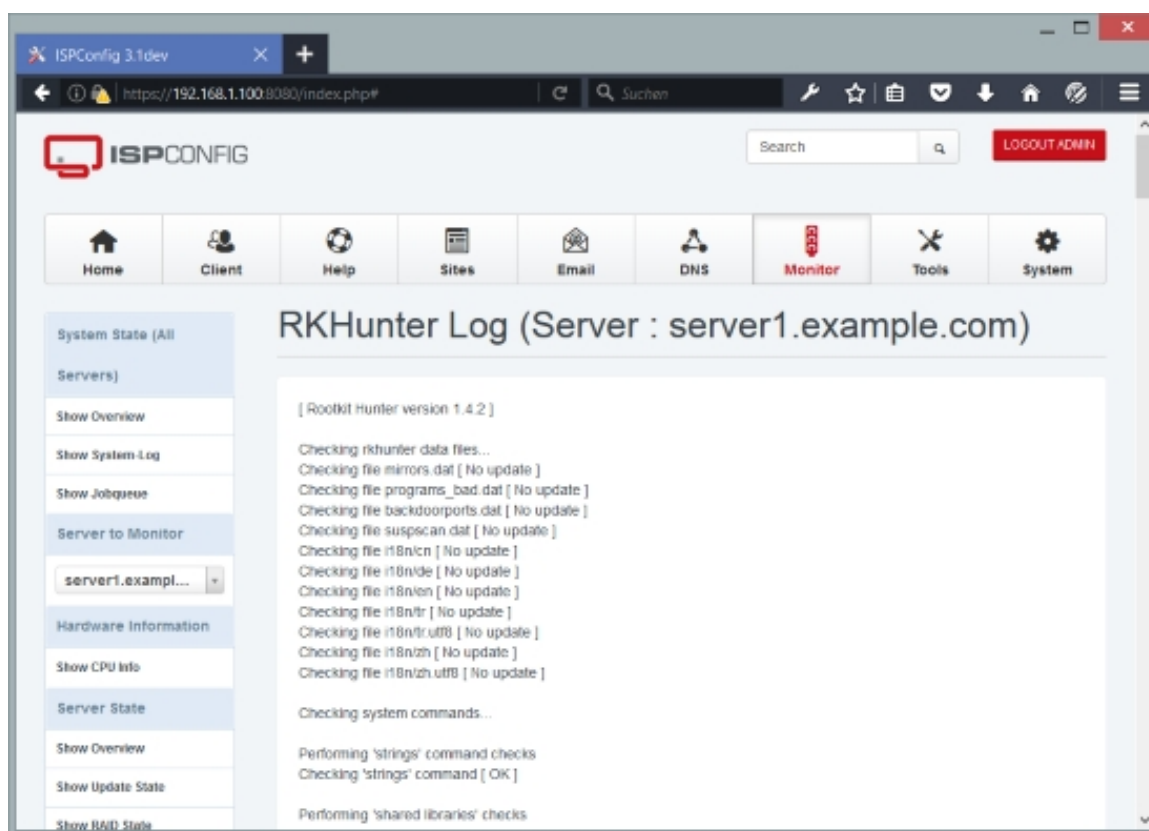 ISPConfig 3.1dev
https://192.168.1.100:8080/index.php#
Suchen
ISPCONFIG
Search
LOGOUT ADMIN
Home
Client
Help
Sites
Email
DNS
Monitor
Tools
System
System State (All
Servers)
Show Overview
Show System-Log
Show Jobqueue
Server to Monitor
server1.exampl...
Hardware Information
Show CPU Info
Server State
Show Overview
Show Update State
Show RAID State
RKHunter Log (Server : server1.example.com)
[ Rootkit Hunter version 1.4.2 ]
Checking rkhunter data files...
Checking file mirrors.dat [ No update ]
Checking file programs_bad.dat [ No update ]
Checking file backdoorports.dat [ No update ]
Checking file suspscan.dat [ No update ]
Checking file i18n/cn [ No update ]
Checking file i18n/de [ No update ]
Checking file i18n/en [ No update ]
Checking file i18n/tr [ No update ]
Checking file i18n/tr.utf8 [ No update ]
Checking file i18n/zh [ No update ]
Checking file i18n/zh.utf8 [ No update ]
Checking system commands...
Performing 'strings' command checks
Checking 'strings' command [ OK ]
Performing 'shared libraries' checks